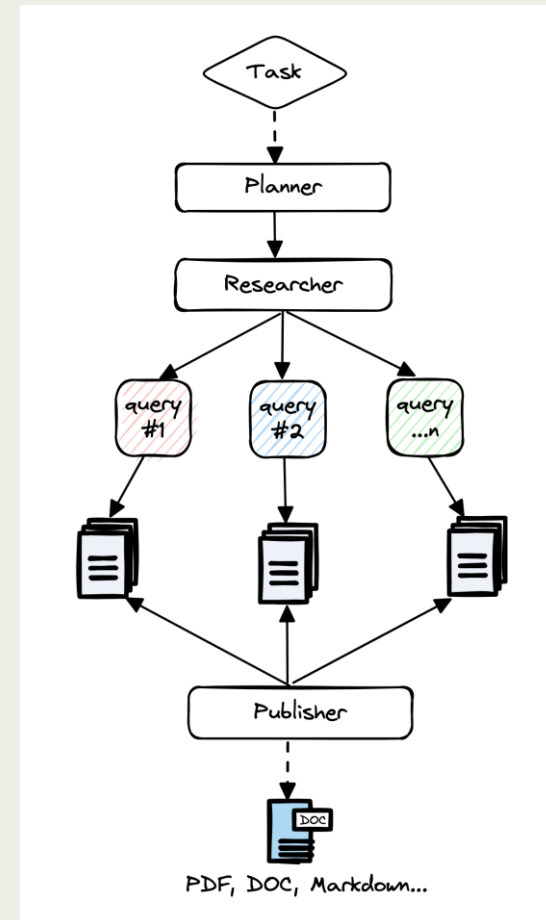 Task
Planner
Researcher
query
#1
query
#2
query
...n
Publisher
DOC
PDF, DOC, Markdown...